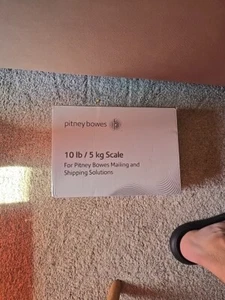 pitney bowes
10 lb / 5 kg Scale
For Pitney Bowes Mailing and
Shipping Solutions